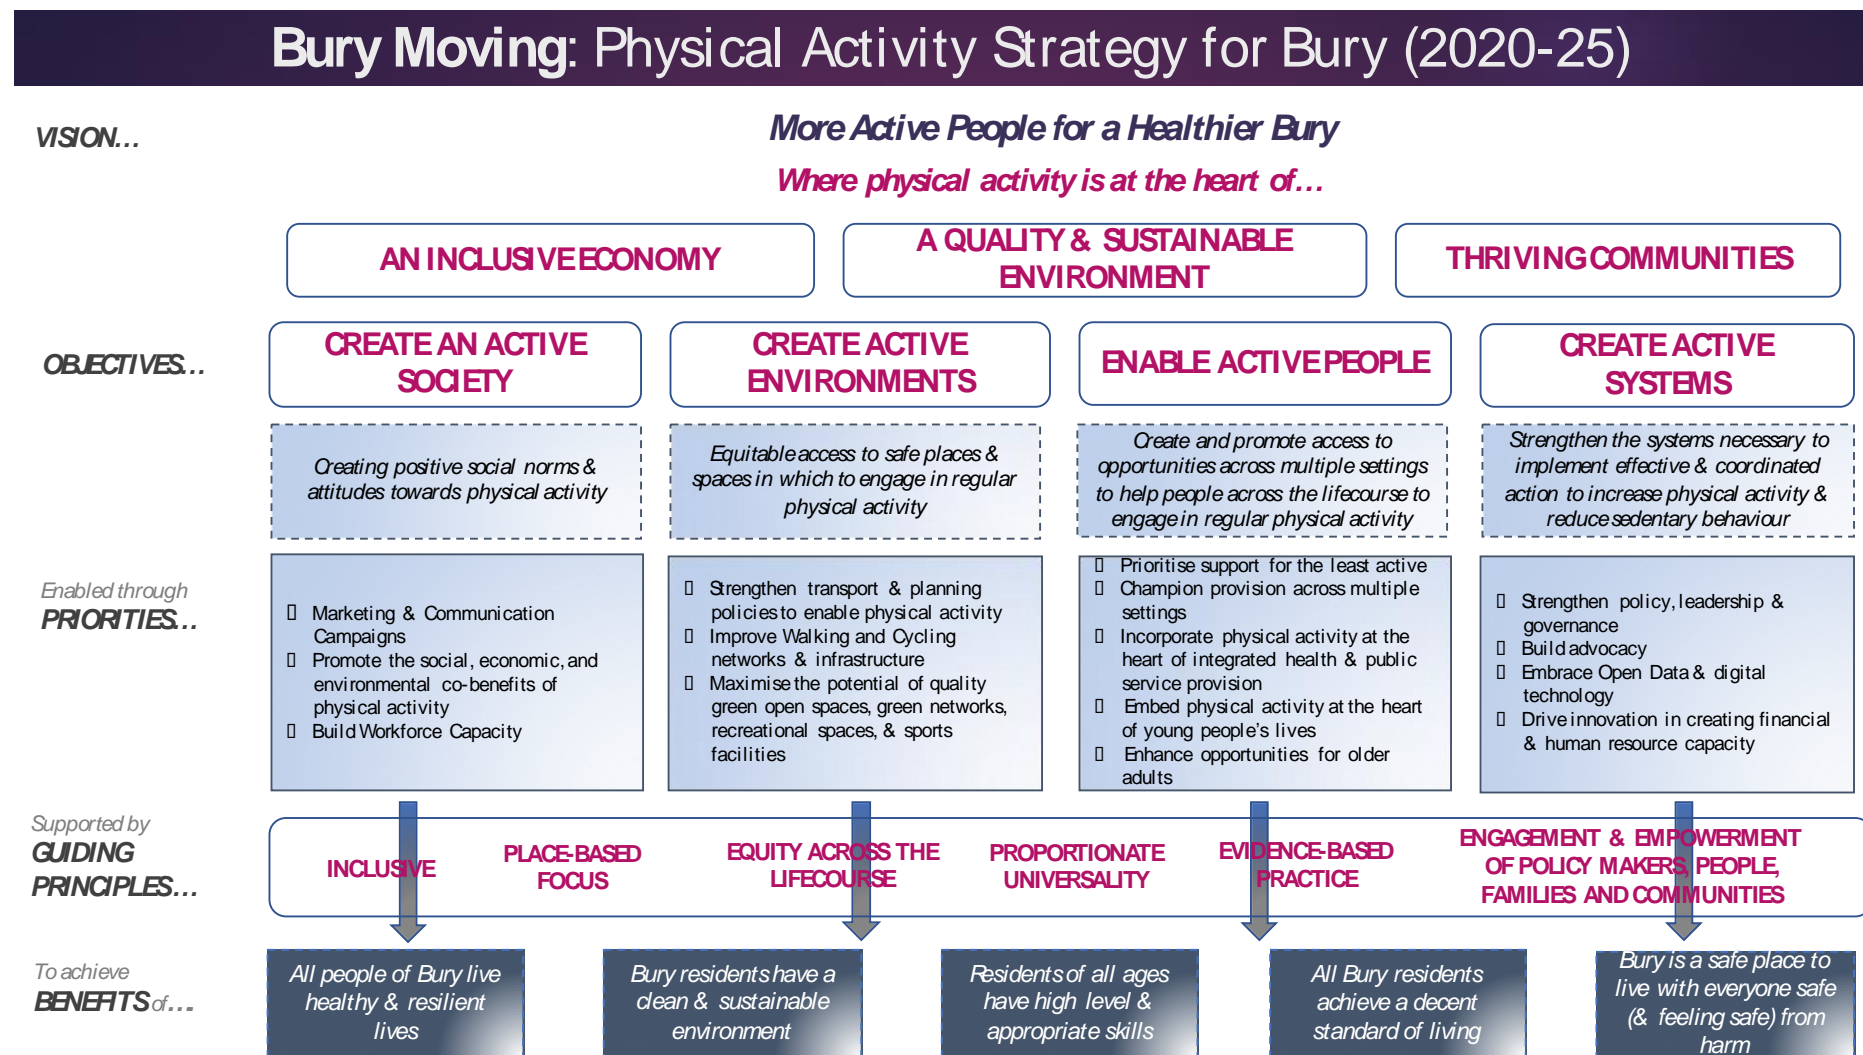 Bury Moving: Physical Activity Strategy for Bury (2020-25)
VISION...
More Active People for a Healthier Bury
Where physical activity is at the heart of...
AN INCLUSIVE ECONOMY
A QUALITY & SUSTAINABLE
ENVIRONMENT
THRIVING COMMUNITIES
OBJECTIVES...
CREATE AN ACTIVE
SOCIETY
CREATE ACTIVE
ENVIRONMENTS
ENABLE ACTIVE PEOPLE
CREATE ACTIVE
SYSTEMS
Creating positive social norms &
attitudes towards physical activity
Equitable access to safe places &
spaces in which to engage in regular
physical activity
Create and promote access to
opportunities across multiple settings
to help people across the lifecourse to
engage in regular physical activity
Strengthen the systems necessary to
implement effective & coordinated
action to increase physical activity &
reduce sedentary behaviour
Enabled through
PRIORITIES...
Marketing & Communication
Campaigns
Promote the social, economic, and
environmental co-benefits of
physical activity
Build Workforce Capacity
Strengthen transport & planning
policies to enable physical activity
Improve Walking and Cycling
networks & infrastructure
Maximise the potential of quality
green open spaces, green networks,
recreational spaces, & sports
facilities
Prioritise support for the least active
Champion provision across multiple
settings
Incorporate physical activity at the
heart of integrated health & public
service provision
Embed physical activity at the heart
of young people's lives
Enhance opportunities for older
adults
Strengthen policy, leadership &
governance
Build advocacy
Embrace Open Data & digital
technology
Drive innovation in creating financial
& human resource capacity
Supported by
GUIDING
PRINCIPLES...
INCLUSIVE
PLACE-BASED
FOCUS
EQUITY ACROSS THE
LIFECOURSE
PROPORTIONATE
UNIVERSALITY
EVIDENCE-BASED
PRACTICE
ENGAGEMENT & EMPOWERMENT
OF POLICY MAKERS, PEOPLE,
FAMILIES AND COMMUNITIES
To achieve
BENEFITS of....
All people of Bury live
healthy & resilient
lives
Bury residents have a
clean & sustainable
environment
Residents of all ages
have high level &
appropriate skills
All Bury residents
achieve a decent
standard of living
Bury is a safe place to
live with everyone safe
(& feeling safe) from
harm